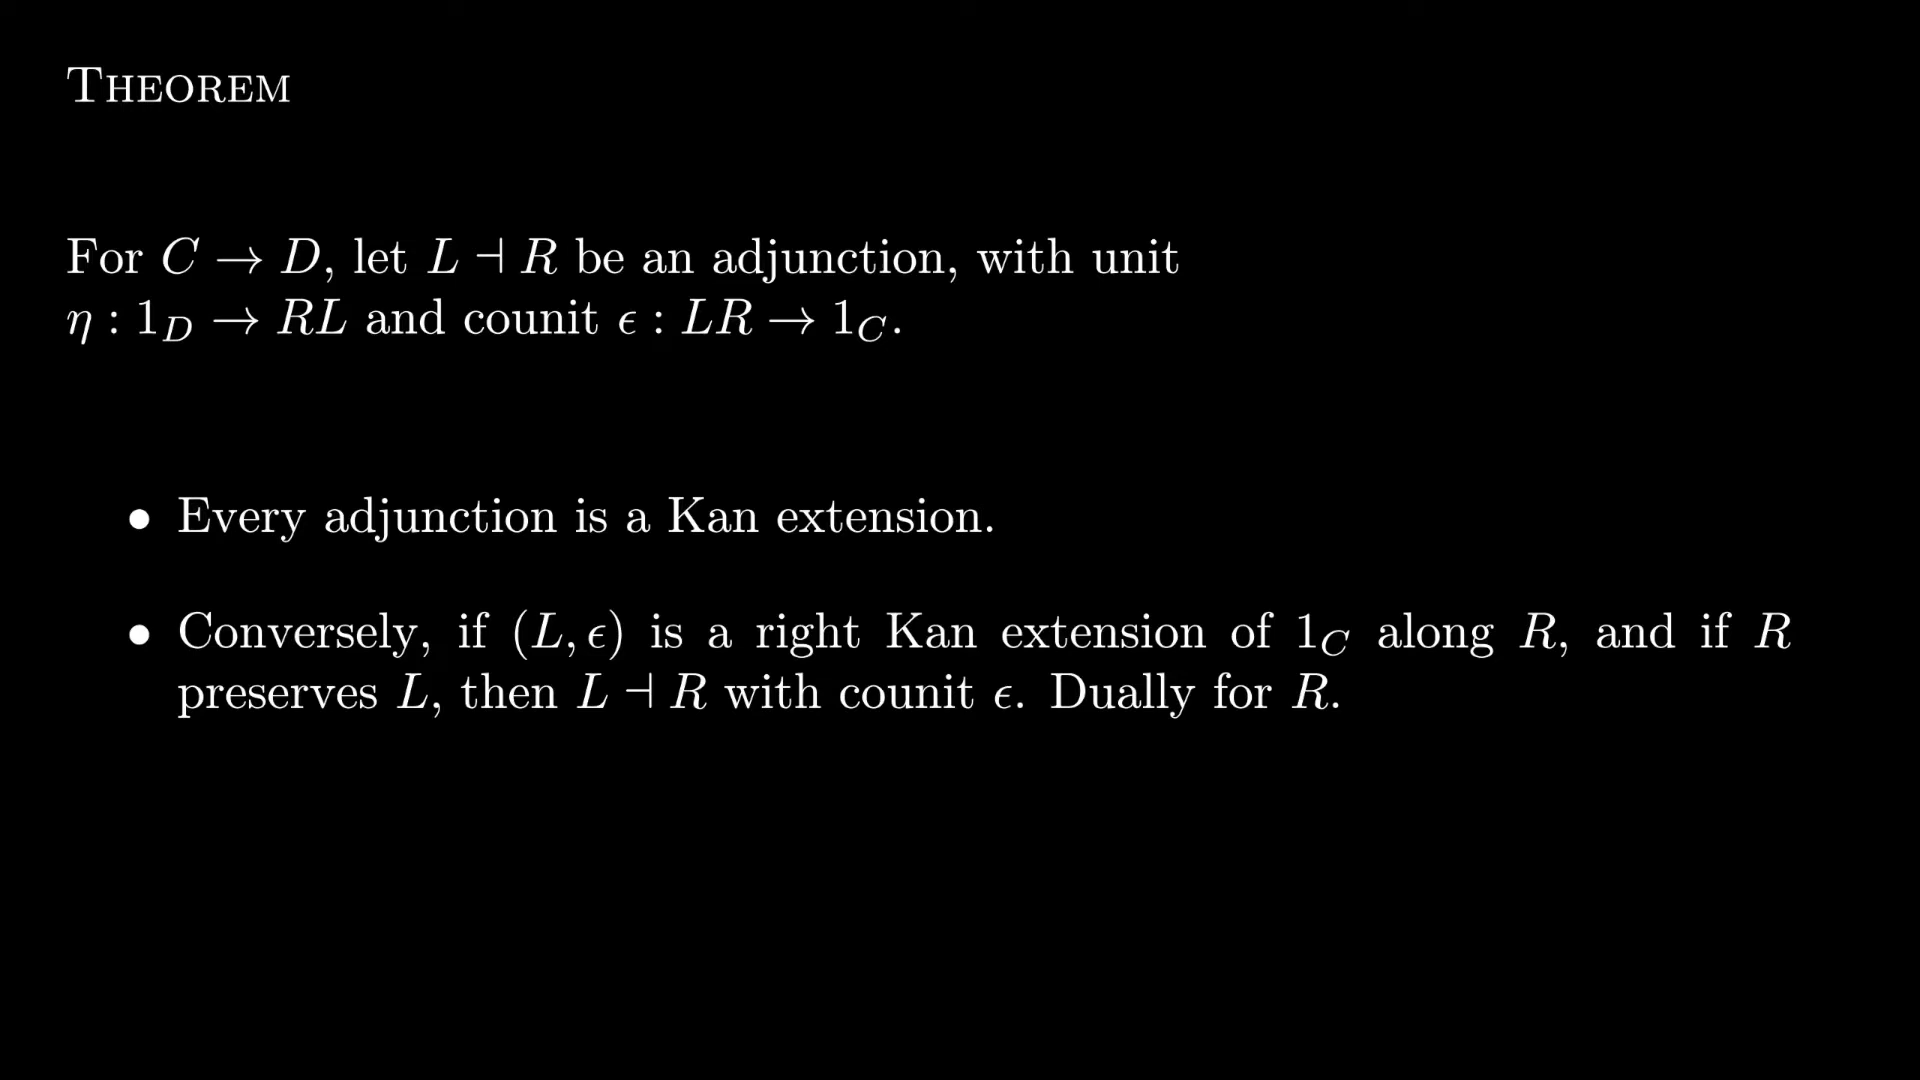 THEOREM
For C → D, let L ⊣ R be an adjunction, with unit
η : 1_D → RL and counit ϵ : LR → 1_C.
• Every adjunction is a Kan extension.
• Conversely, if (L, ϵ) is a right Kan extension of 1_C along R, and if R
preserves L, then L ⊣ R with counit ϵ. Dually for R.